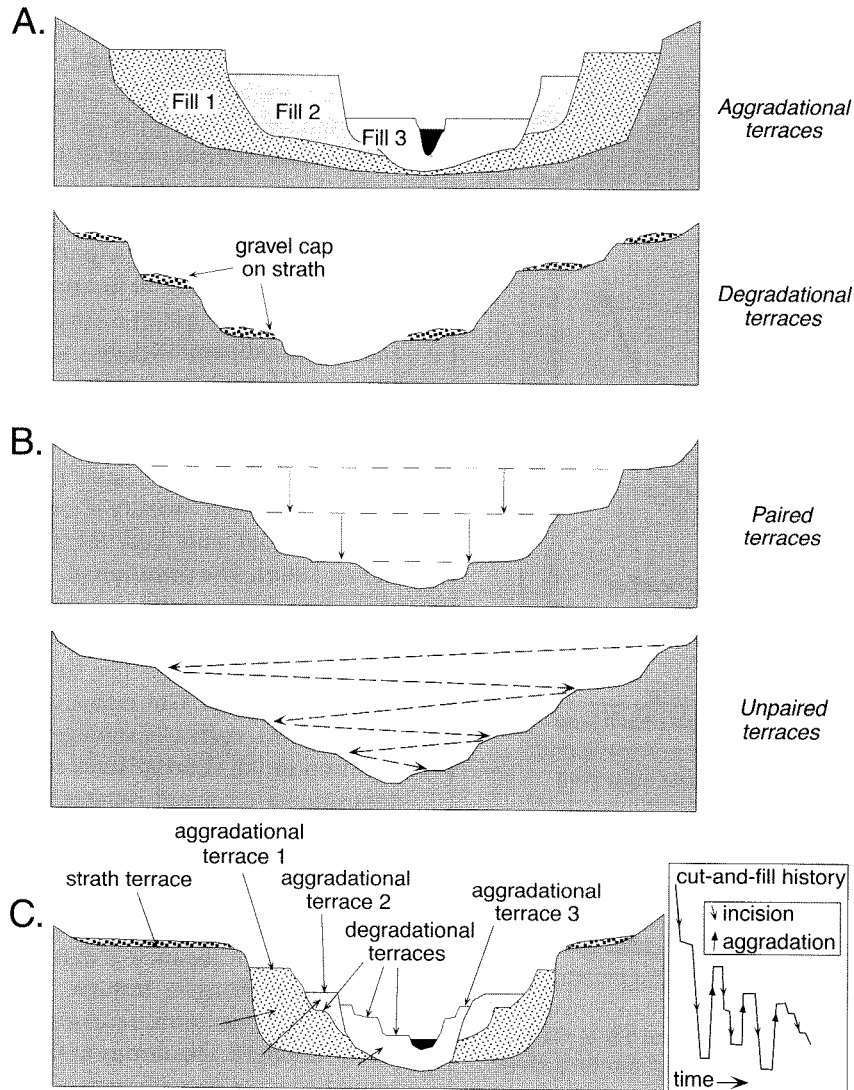 A.
Fill 1
Fill 2
Fill 3
Aggradational
terraces
gravel cap
on strath
Degradational
terraces
B.
Paired
terraces
Unpaired
terraces
C.
strath terrace
aggradational
terrace 1
aggradational
terrace 2
degradational
terraces
aggradational
terrace 3
cut-and-fill history
incision
aggradation
time